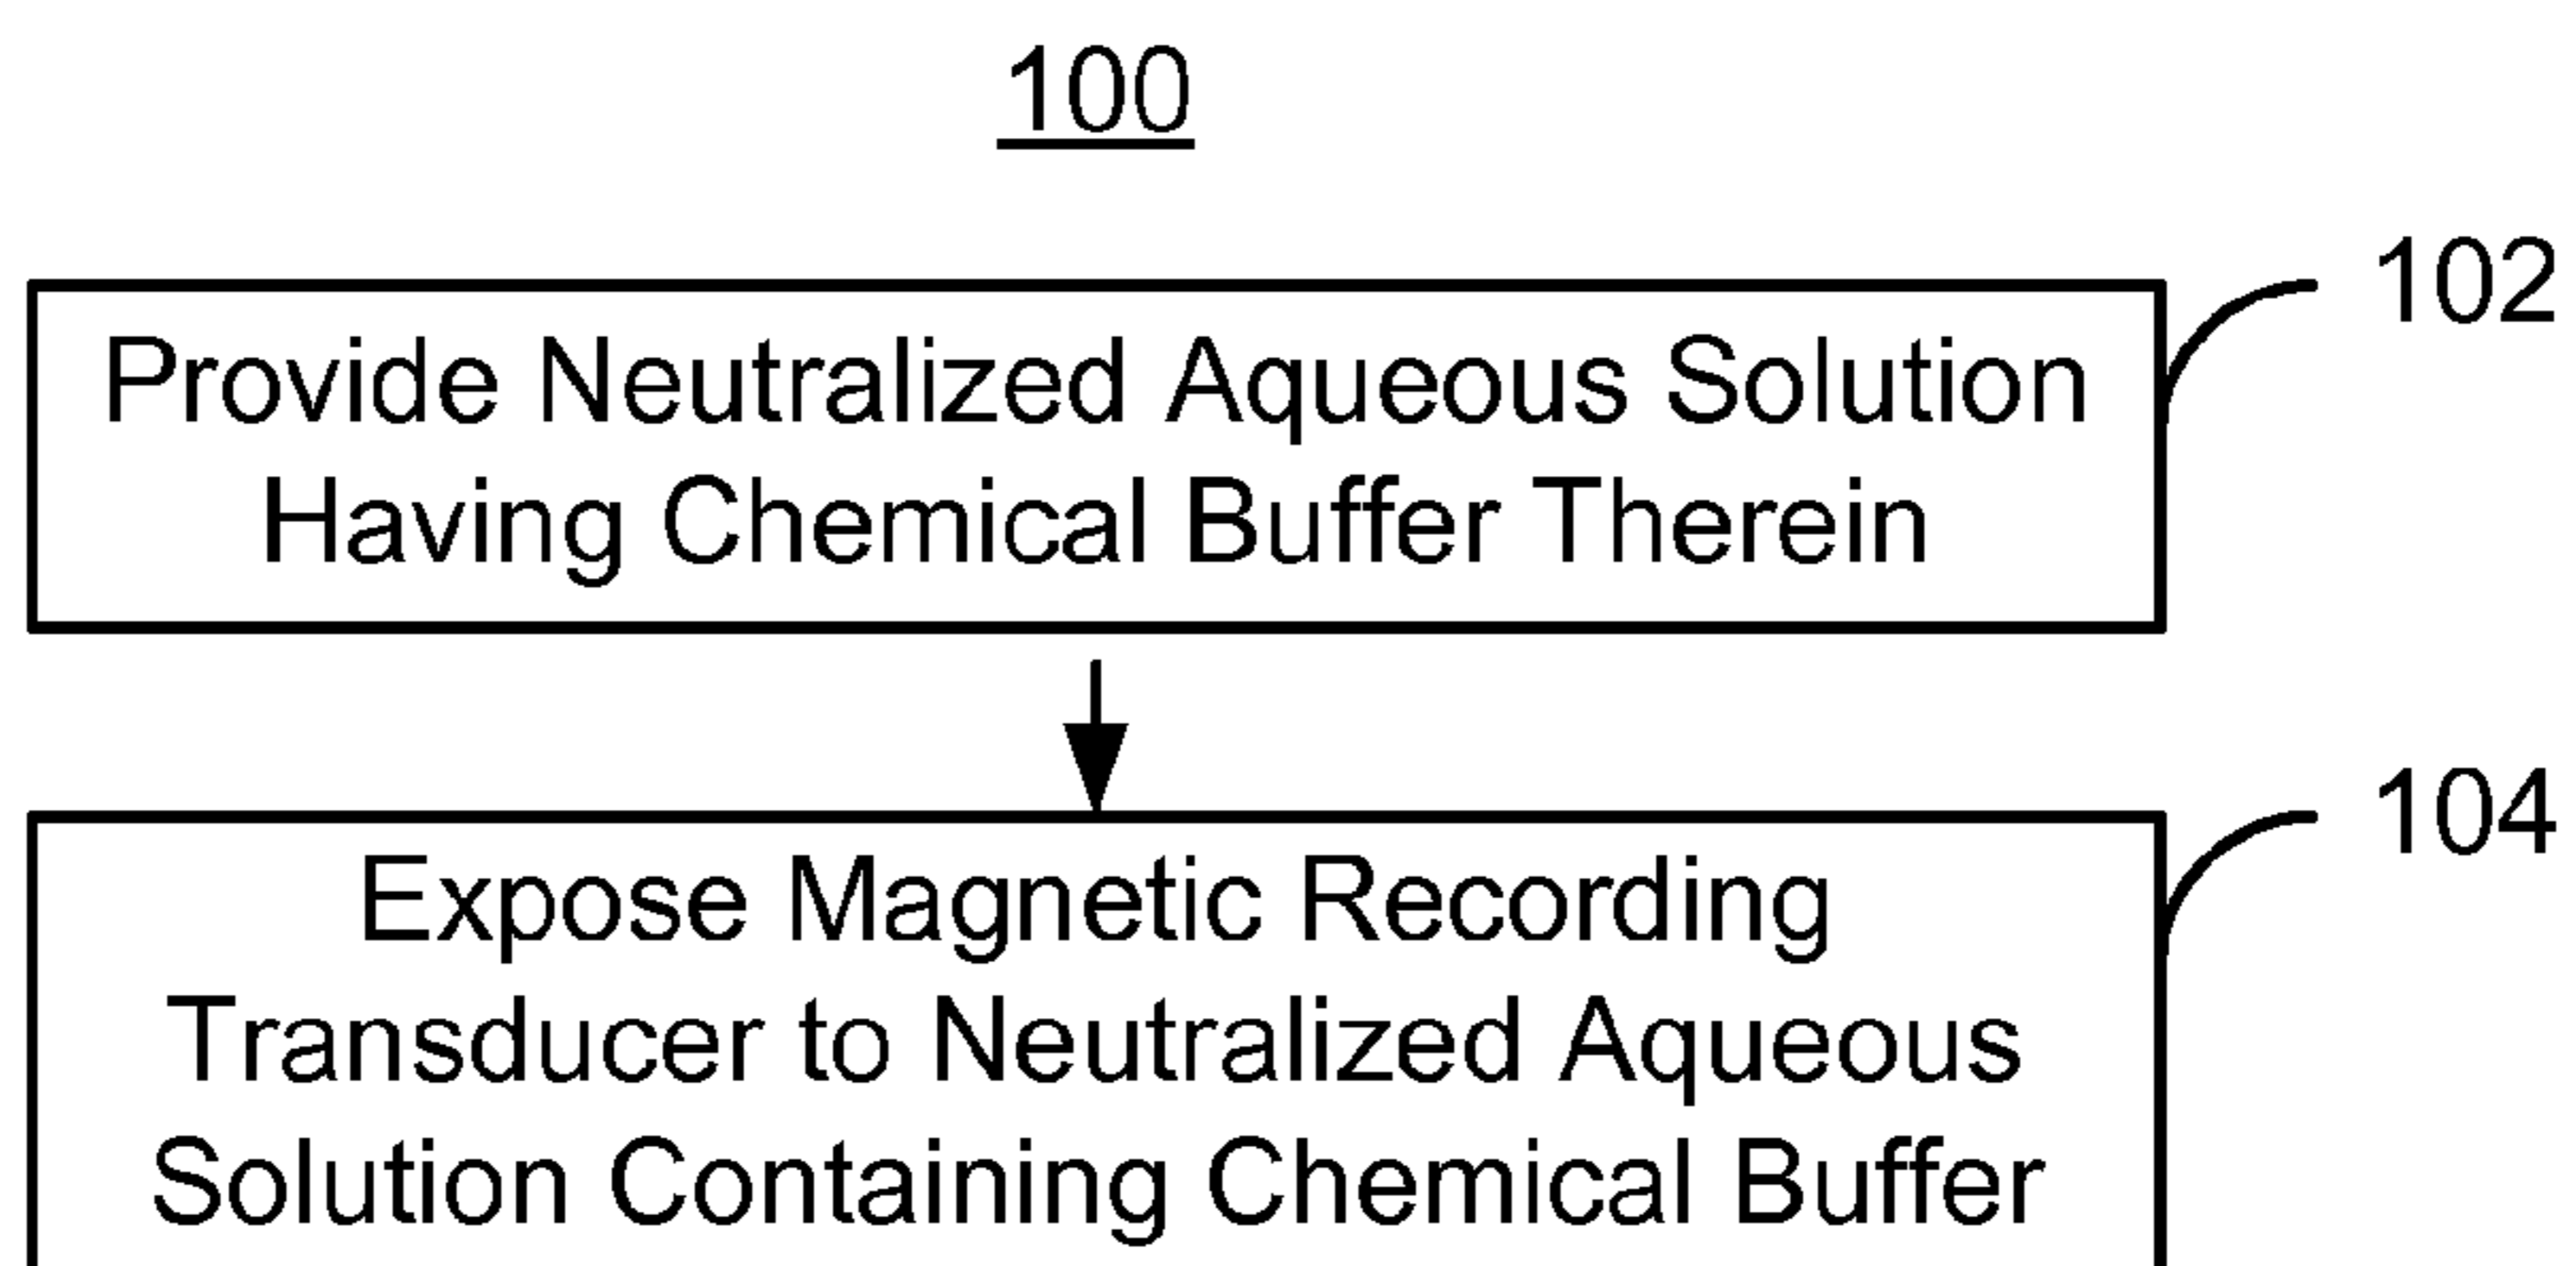 100
102
Provide Neutralized Aqueous Solution
Having Chemical Buffer Therein
104
Expose Magnetic Recording
Transducer to Neutralized Aqueous
Solution Containing Chemical Buffer